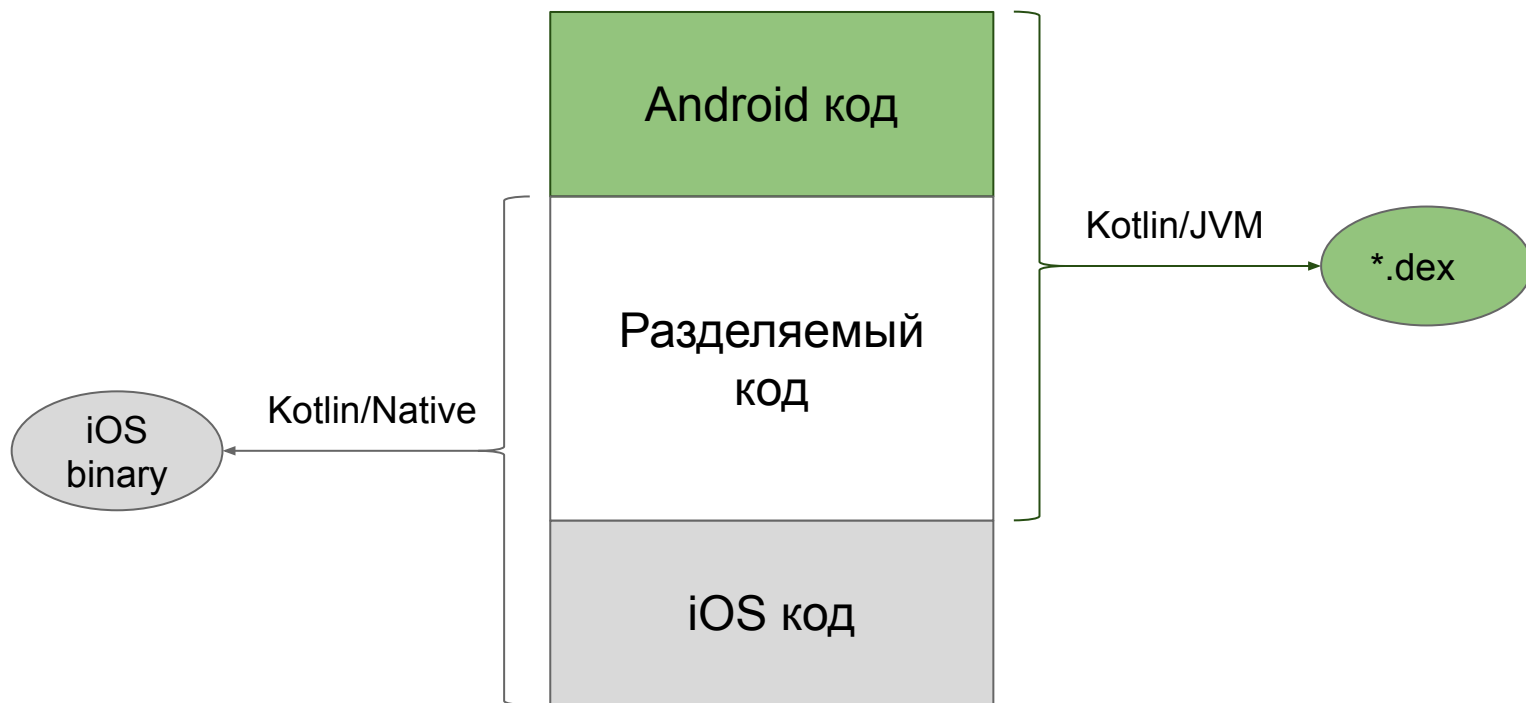 Android код
Kotlin/JVM
*.dex
Разделяемый
код
Kotlin/Native
iOS
binary
iOS код